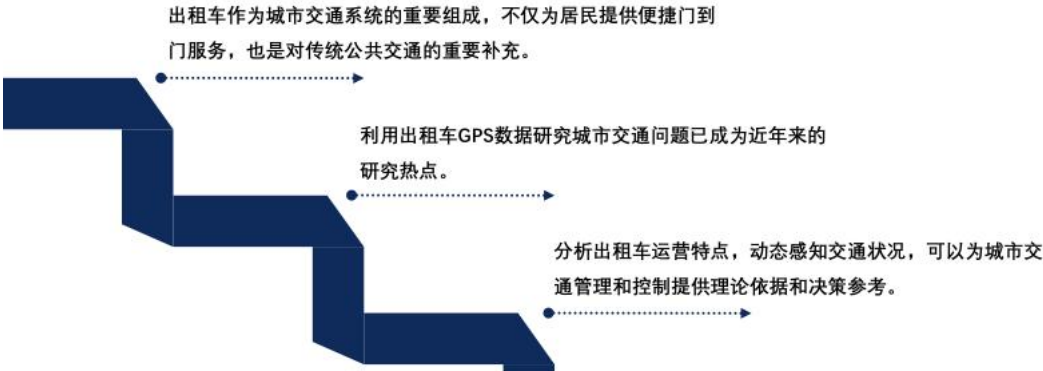 出租车作为城市交通系统的重要组成，不仅为居民提供便捷门到
门服务，也是对传统公共交通的重要补充。
利用出租车GPS数据研究城市交通问题已成为近年来的
研究热点。
分析出租车运营特点，动态感知交通状况，可以为城市交
通管理和控制提供理论依据和决策参考。